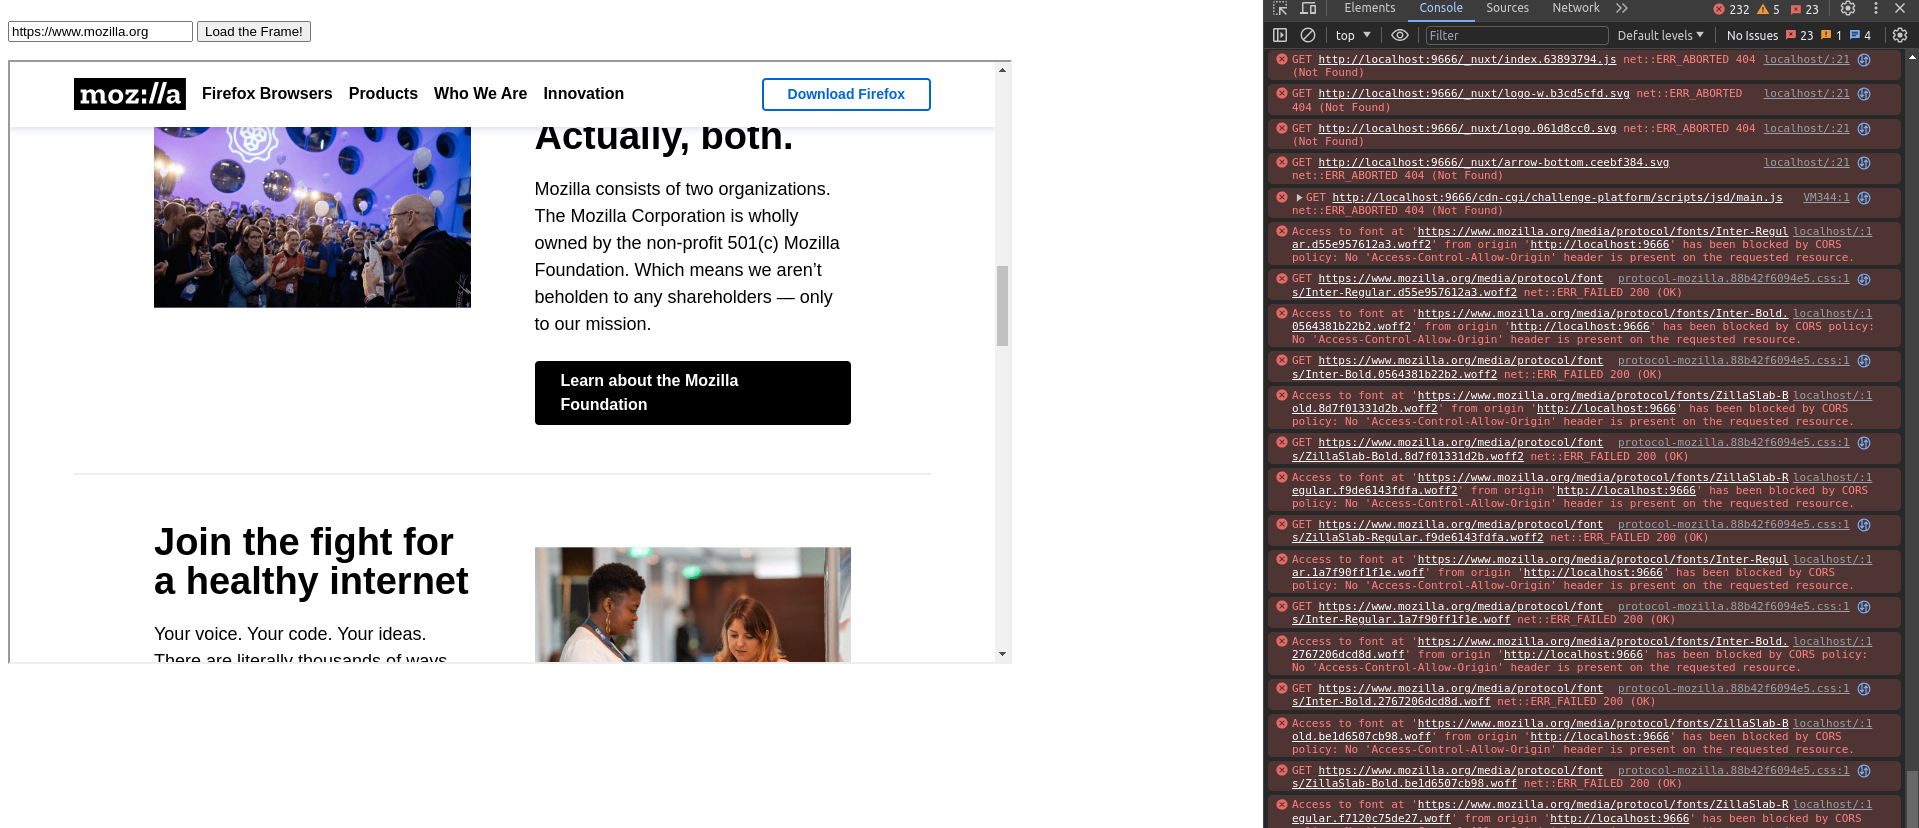 https://www.mozilla.org Load the Frame!
moz://a Firefox Browsers Products Who We Are Innovation Download Firefox
Actually, both.
Mozilla consists of two organizations.
The Mozilla Corporation is wholly
owned by the non-profit 501(c) Mozilla
Foundation. Which means we aren’t
beholden to any shareholders — only
to our mission.
Learn about the Mozilla
Foundation
Join the fight for
a healthy internet
Your voice. Your code. Your ideas.
There are literally thousands of ways
Elements Console Sources Network 232 5 23
top Filter Default levels No Issues 23 1 4
GET http://localhost:9666/_nuxt/index.63893794.js net::ERR_ABORTED 404 localhost/:21
(Not Found)
GET http://localhost:9666/_nuxt/logo-w.b3cd5cfd.svg net::ERR_ABORTED localhost/:21
404 (Not Found)
GET http://localhost:9666/_nuxt/logo.061d8cc0.svg net::ERR_ABORTED 404 localhost/:21
(Not Found)
GET http://localhost:9666/_nuxt/arrow-bottom.ceebf384.svg localhost/:21
net::ERR_ABORTED 404 (Not Found)
GET http://localhost:9666/cdn-cgi/challenge-platform/scripts/jsd/main.js VM344:1
net::ERR_ABORTED 404 (Not Found)
Access to font at 'https://www.mozilla.org/media/protocol/fonts/Inter-Regul localhost/:1
ar.d55e957612a3.woff2' from origin 'http://localhost:9666' has been blocked by CORS
policy: No 'Access-Control-Allow-Origin' header is present on the requested resource.
GET https://www.mozilla.org/media/protocol/font protocol-mozilla.88b42f6094e5.css:1
s/Inter-Regular.d55e957612a3.woff2 net::ERR_FAILED 200 (OK)
Access to font at 'https://www.mozilla.org/media/protocol/fonts/Inter-Bold. localhost/:1
0564381b22b2.woff2' from origin 'http://localhost:9666' has been blocked by CORS policy:
No 'Access-Control-Allow-Origin' header is present on the requested resource.
GET https://www.mozilla.org/media/protocol/font protocol-mozilla.88b42f6094e5.css:1
s/Inter-Bold.0564381b22b2.woff2 net::ERR_FAILED 200 (OK)
Access to font at 'https://www.mozilla.org/media/protocol/fonts/ZillaSlab-B localhost/:1
old.8d7f01331d2b.woff2' from origin 'http://localhost:9666' has been blocked by CORS
policy: No 'Access-Control-Allow-Origin' header is present on the requested resource.
GET https://www.mozilla.org/media/protocol/font protocol-mozilla.88b42f6094e5.css:1
s/ZillaSlab-Bold.8d7f01331d2b.woff2 net::ERR_FAILED 200 (OK)
Access to font at 'https://www.mozilla.org/media/protocol/fonts/ZillaSlab-R localhost/:1
egular.f9de6143fdfa.woff2' from origin 'http://localhost:9666' has been blocked by CORS
policy: No 'Access-Control-Allow-Origin' header is present on the requested resource.
GET https://www.mozilla.org/media/protocol/font protocol-mozilla.88b42f6094e5.css:1
s/ZillaSlab-Regular.f9de6143fdfa.woff2 net::ERR_FAILED 200 (OK)
Access to font at 'https://www.mozilla.org/media/protocol/fonts/Inter-Regul localhost/:1
ar.1a7f90ff1f1e.woff' from origin 'http://localhost:9666' has been blocked by CORS
policy: No 'Access-Control-Allow-Origin' header is present on the requested resource.
GET https://www.mozilla.org/media/protocol/font protocol-mozilla.88b42f6094e5.css:1
s/Inter-Regular.1a7f90ff1f1e.woff net::ERR_FAILED 200 (OK)
Access to font at 'https://www.mozilla.org/media/protocol/fonts/Inter-Bold. localhost/:1
2767206dcd8d.woff' from origin 'http://localhost:9666' has been blocked by CORS policy:
No 'Access-Control-Allow-Origin' header is present on the requested resource.
GET https://www.mozilla.org/media/protocol/font protocol-mozilla.88b42f6094e5.css:1
s/Inter-Bold.2767206dcd8d.woff net::ERR_FAILED 200 (OK)
Access to font at 'https://www.mozilla.org/media/protocol/fonts/ZillaSlab-B localhost/:1
old.be1d6507cb98.woff' from origin 'http://localhost:9666' has been blocked by CORS
policy: No 'Access-Control-Allow-Origin' header is present on the requested resource.
GET https://www.mozilla.org/media/protocol/font protocol-mozilla.88b42f6094e5.css:1
s/ZillaSlab-Bold.be1d6507cb98.woff net::ERR_FAILED 200 (OK)
Access to font at 'https://www.mozilla.org/media/protocol/fonts/ZillaSlab-R localhost/:1
egular.f7120c75de27.woff' from origin 'http://localhost:9666' has been blocked by CORS